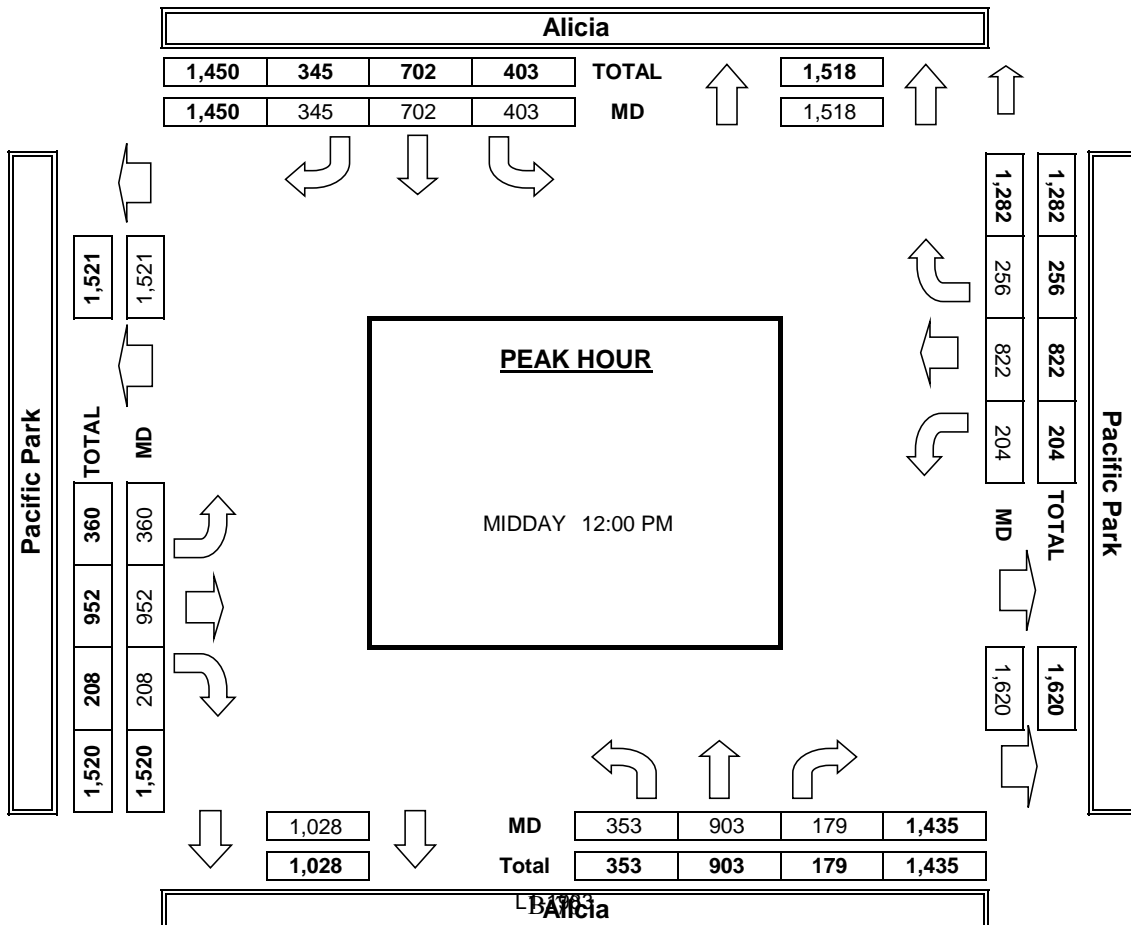 Alicia
1,450 345 702 403 TOTAL 1,518
1,450 345 702 403 MD 1,518
Pacific Park
TOTAL MD
1,521 1,521
360 360
952 952
208 208
1,520 1,520
PEAK HOUR
MIDDAY 12:00 PM
1,282 1,282
256 256
822 822
204 204
MD TOTAL
1,620 1,620
Pacific Park
1,028 MD 353 903 179 1,435
1,028 Total 353 903 179 1,435
Alicia